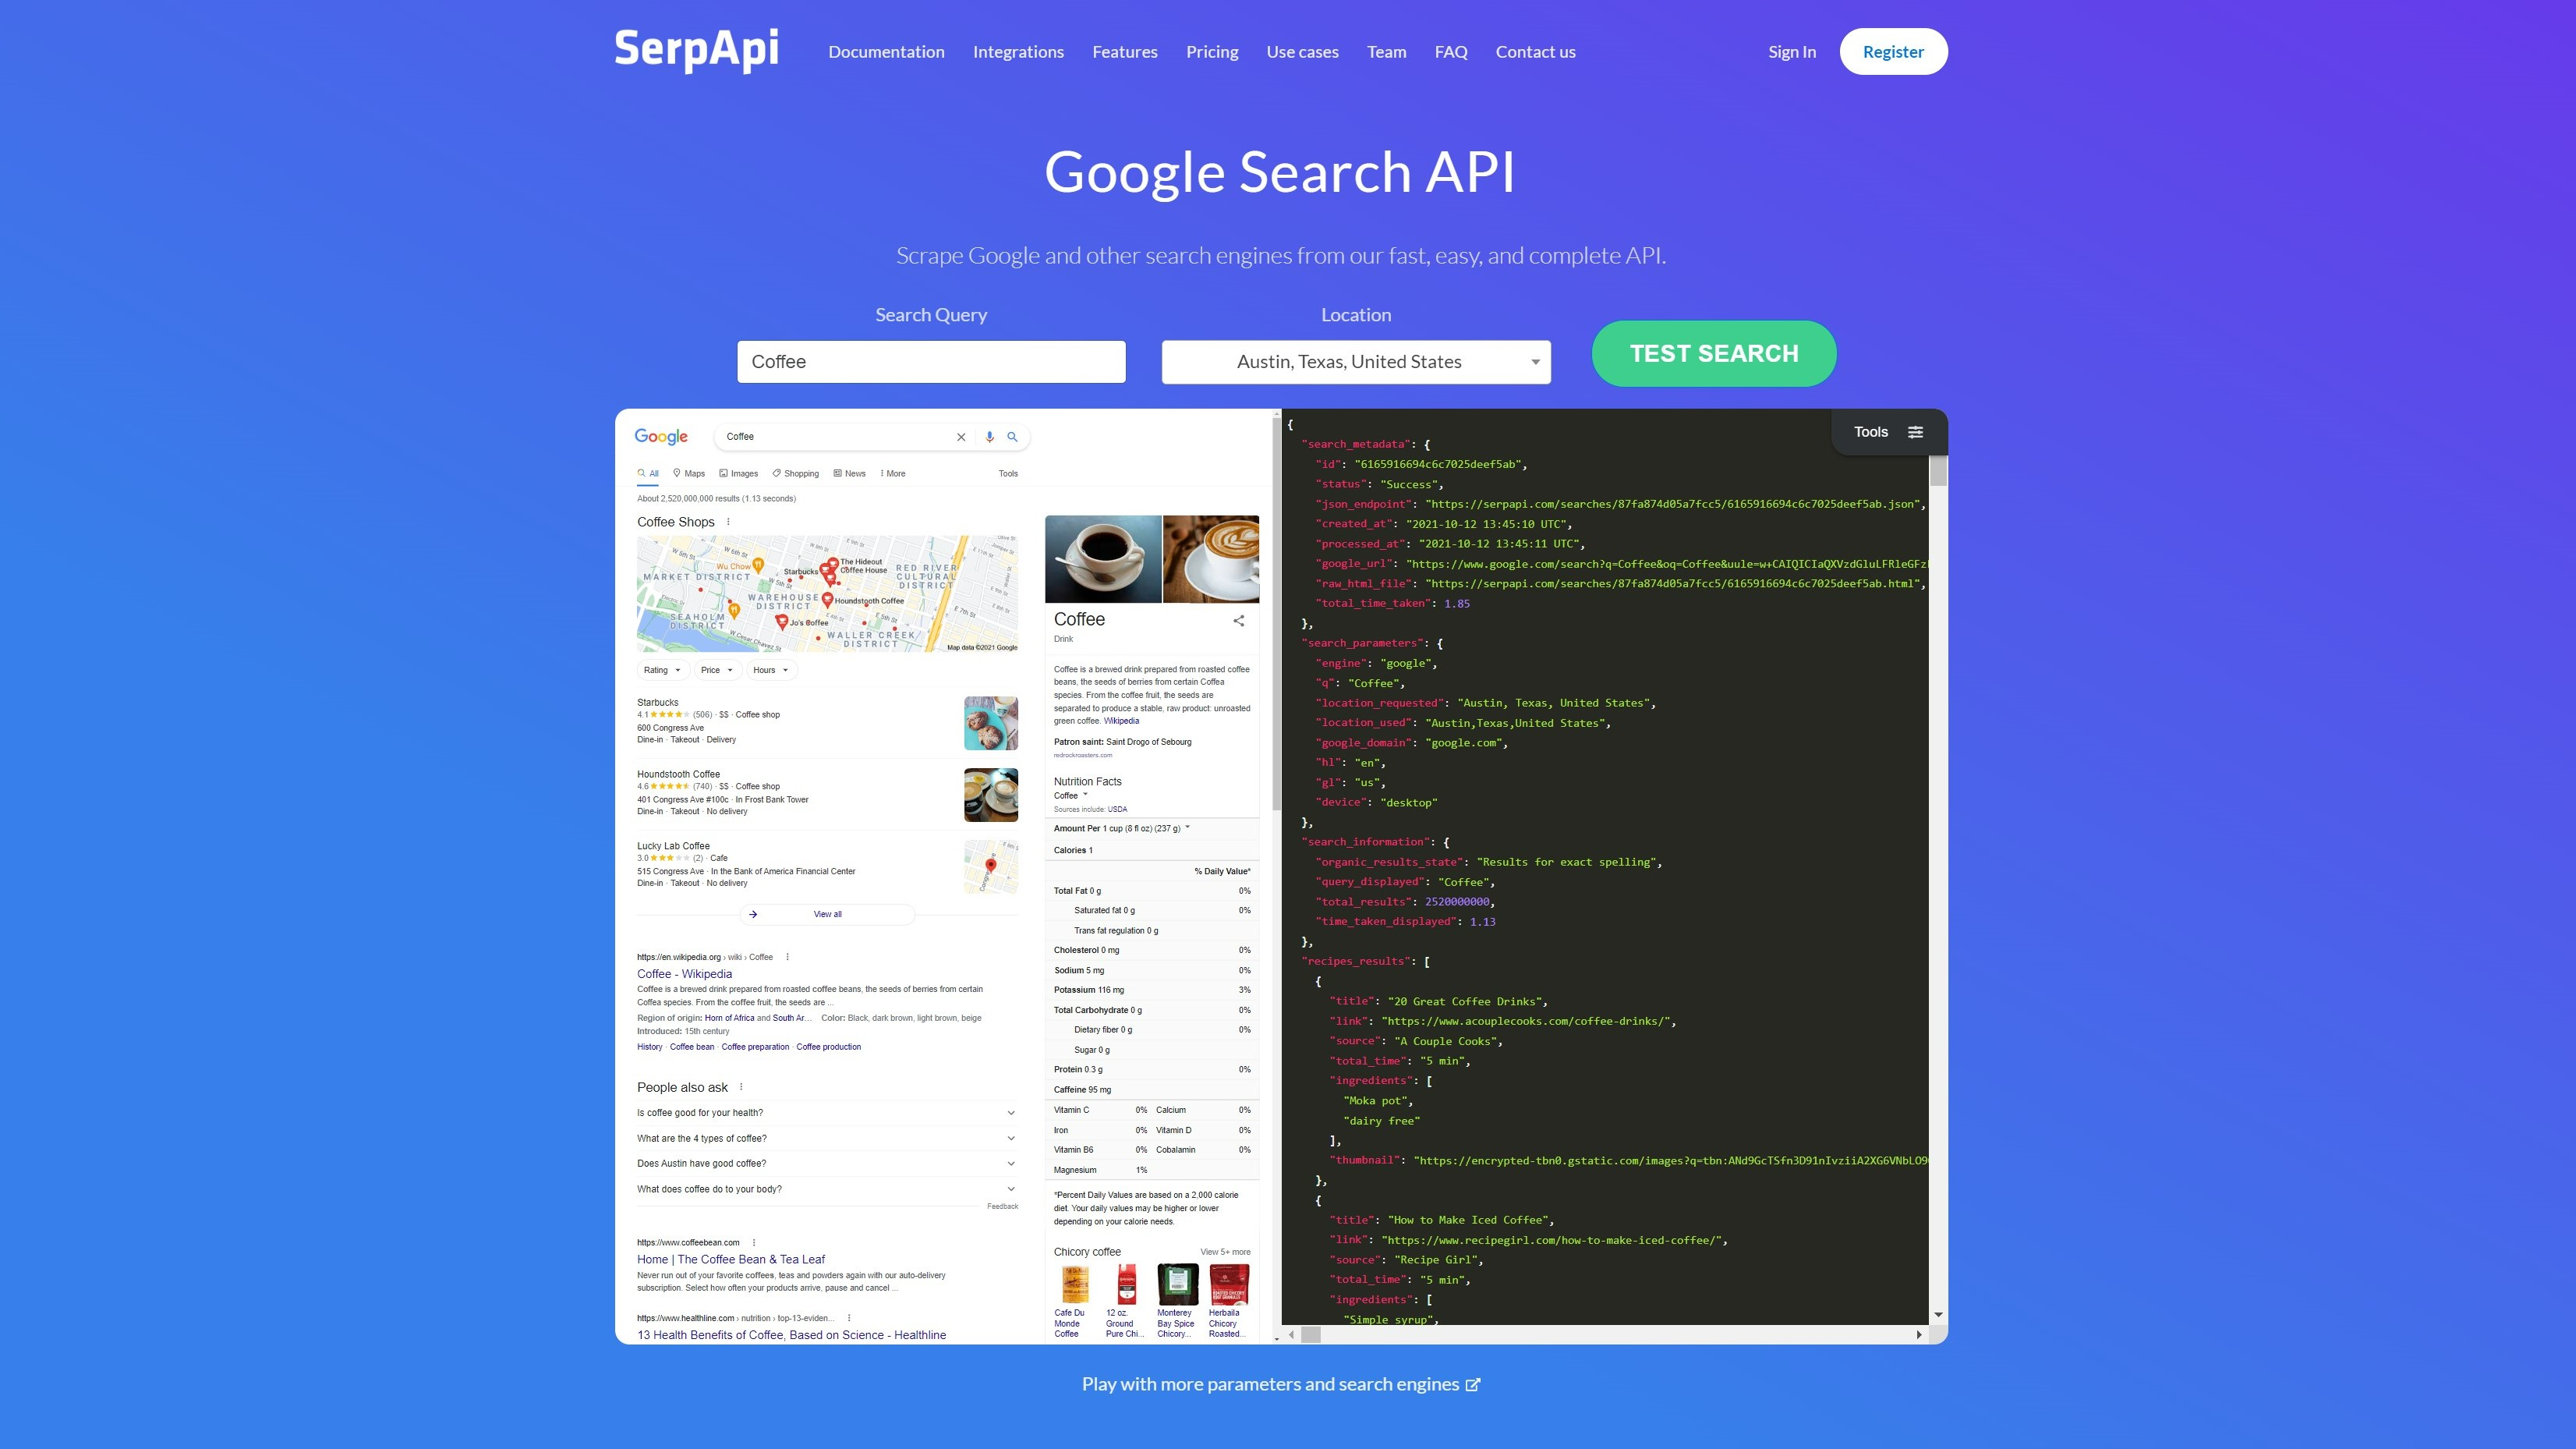 SerpApi
Documentation Integrations Features Pricing Use cases Team FAQ Contact us Sign In Register
Google Search API
Scrape Google and other search engines from our fast, easy, and complete API.
Search Query Location
Coffee Austin, Texas, United States TEST SEARCH
Google Coffee
All Maps Images Shopping News More Tools
About 2,520,000,000 results (1.13 seconds)
Coffee Shops
W 5th St
W 6th St
Wu Chow
MARKET DISTRICT
Starbucks
The Hideout Coffee House
RED RIVER CULTURAL DISTRICT
WAREHOUSE DISTRICT
Houndstooth Coffee
SEAHOLM DISTRICT
Jo's Coffee
W Cesar Chavez St
WALLER CREEK DISTRICT
E 7th St
E 5th St
E 4th St
Map data ©2021 Google
Rating Price Hours
Starbucks
4.1 (506) · $$ · Coffee shop
600 Congress Ave
Dine-in · Takeout · Delivery
Houndstooth Coffee
4.6 (740) · $$ · Coffee shop
401 Congress Ave #100c · In Frost Bank Tower
Dine-in · Takeout · No delivery
Lucky Lab Coffee
3.0 (2) · Cafe
515 Congress Ave · In the Bank of America Financial Center
Dine-in · Takeout · No delivery
View all
https://en.wikipedia.org › wiki › Coffee
Coffee - Wikipedia
Coffee is a brewed drink prepared from roasted coffee beans, the seeds of berries from certain
Coffea species. From the coffee fruit, the seeds are ...
Region of origin: Horn of Africa and South Ar... Color: Black, dark brown, light brown, beige
Introduced: 15th century
History · Coffee bean · Coffee preparation · Coffee production
People also ask
Is coffee good for your health?
What are the 4 types of coffee?
Does Austin have good coffee?
What does coffee do to your body?
Feedback
https://www.coffeebean.com
Home | The Coffee Bean & Tea Leaf
Never run out of your favorite coffees, teas and powders again with our auto-delivery
subscription. Select how often your products arrive, pause and cancel ...
https://www.healthline.com › nutrition › top-13-eviden...
13 Health Benefits of Coffee, Based on Science - Healthline
Coffee
Drink
Coffee is a brewed drink prepared from roasted coffee
beans, the seeds of berries from certain Coffea
species. From the coffee fruit, the seeds are
separated to produce a stable, raw product: unroasted
green coffee. Wikipedia
Patron saint: Saint Drogo of Sebourg
redrockroasters.com
Nutrition Facts
Coffee
Sources include: USDA
Amount Per 1 cup (8 fl oz) (237 g)
Calories 1
% Daily Value*
Total Fat 0 g 0%
Saturated fat 0 g 0%
Trans fat regulation 0 g
Cholesterol 0 mg 0%
Sodium 5 mg 0%
Potassium 116 mg 3%
Total Carbohydrate 0 g 0%
Dietary fiber 0 g 0%
Sugar 0 g
Protein 0.3 g 0%
Caffeine 95 mg
Vitamin C 0% Calcium 0%
Iron 0% Vitamin D 0%
Vitamin B6 0% Cobalamin 0%
Magnesium 1%
*Percent Daily Values are based on a 2,000 calorie
diet. Your daily values may be higher or lower
depending on your calorie needs.
Chicory coffee View 5+ more
Cafe Du Monde Coffee
12 oz. Ground Pure Chi...
Monterey Bay Spice Chicory...
Herbaila Chicory Roasted...
Tools
{
"search_metadata": {
"id": "6165916694c6c7025deef5ab",
"status": "Success",
"json_endpoint": "https://serpapi.com/searches/87fa874d05a7fcc5/6165916694c6c7025deef5ab.json",
"created_at": "2021-10-12 13:45:10 UTC",
"processed_at": "2021-10-12 13:45:11 UTC",
"google_url": "https://www.google.com/search?q=Coffee&oq=Coffee&uule=w+CAIQICIaQXVzdGluLFRleGFz
"raw_html_file": "https://serpapi.com/searches/87fa874d05a7fcc5/6165916694c6c7025deef5ab.html",
"total_time_taken": 1.85
},
"search_parameters": {
"engine": "google",
"q": "Coffee",
"location_requested": "Austin, Texas, United States",
"location_used": "Austin,Texas,United States",
"google_domain": "google.com",
"hl": "en",
"gl": "us",
"device": "desktop"
},
"search_information": {
"organic_results_state": "Results for exact spelling",
"query_displayed": "Coffee",
"total_results": 2520000000,
"time_taken_displayed": 1.13
},
"recipes_results": [
{
"title": "20 Great Coffee Drinks",
"link": "https://www.acouplecooks.com/coffee-drinks/",
"source": "A Couple Cooks",
"total_time": "5 min",
"ingredients": [
"Moka pot",
"dairy free"
],
"thumbnail": "https://encrypted-tbn0.gstatic.com/images?q=tbn:ANd9GcTSfn3D91nIvziiA2XG6VNbLO9
},
{
"title": "How to Make Iced Coffee",
"link": "https://www.recipegirl.com/how-to-make-iced-coffee/",
"source": "Recipe Girl",
"total_time": "5 min",
"ingredients": [
"Simple syrup",
Play with more parameters and search engines